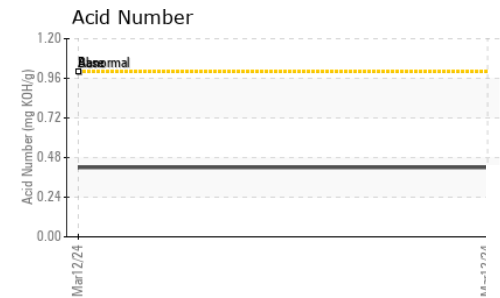 Acid Number
1.20
Abnormal
0.96
0.72
0.48
0.24
0.00
Acid Number (mg KOH/g)
Mar12/24